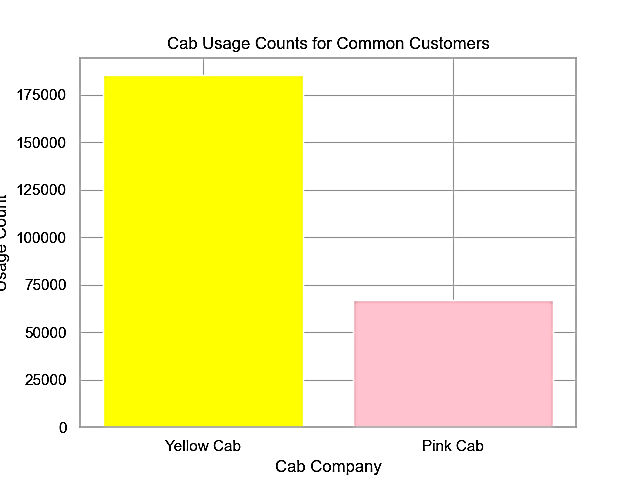 Cab Usage Counts for Common Customers
175000
150000
125000
100000
75000
50000
25000
0
Usage Count
Yellow Cab
Pink Cab
Cab Company